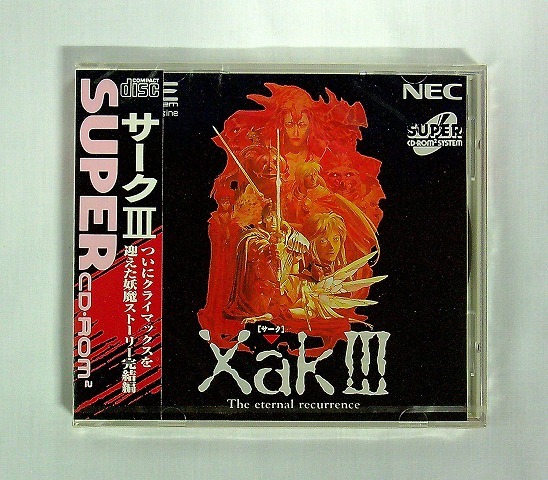 COMPACT
disc
SUPER CD-ROM²
サークIII
ついにクライマックスを
迎えた妖魔ストーリー完結編
NEC
SUPER
CD-ROM² SYSTEM
[サーク]
Xak III
The eternal recurrence